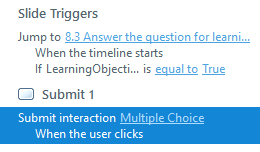 Slide Triggers
Jump to 8.3 Answer the question for learni...
When the timeline starts
If LearningObjecti... is equal to True
Submit 1
Submit interaction Multiple Choice
When the user clicks